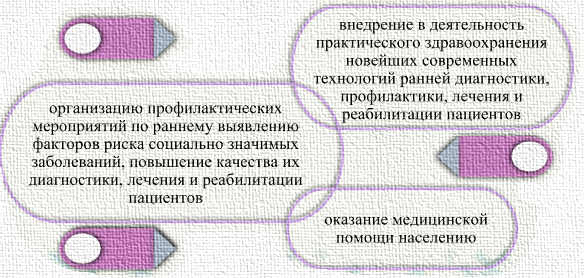 внедрение в деятельность
практического здравоохранения
новейших современных
технологий ранней диагностики,
профилактики, лечения и
реабилитации пациентов
организацию профилактических
мероприятий по раннему выявлению
факторов риска социально значимых
заболеваний, повышение качества их
диагностики, лечения и реабилитации
пациентов
оказание медицинской
помощи населению